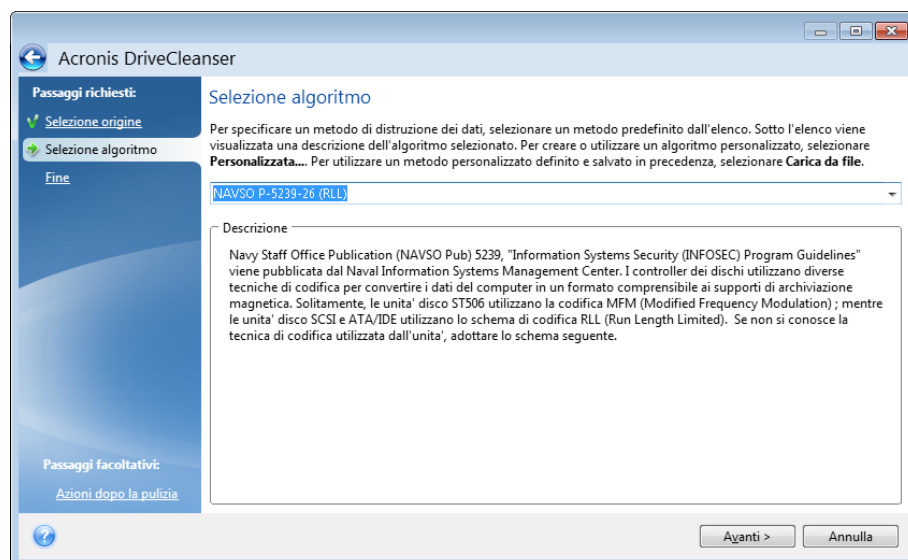 Acronis DriveCleanser
Passaggi richiesti:
Selezione origine
Selezione algoritmo
Fine
Selezione algoritmo
Per specificare un metodo di distruzione dei dati, selezionare un metodo predefinito dall'elenco. Sotto l'elenco viene
visualizzata una descrizione dell'algoritmo selezionato. Per creare o utilizzare un algoritmo personalizzato, selezionare
Personalizzata.... Per utilizzare un metodo personalizzato definito e salvato in precedenza, selezionare Carica da file.
NAVSO P-5239-26 (RLL)
Descrizione
Navy Staff Office Publication (NAVSO Pub) 5239, "Information Systems Security (INFOSEC) Program Guidelines"
viene pubblicata dal Naval Information Systems Management Center. I controller dei dischi utilizzano diverse
tecniche di codifica per convertire i dati del computer in un formato comprensibile ai supporti di archiviazione
magnetica. Solitamente, le unita' disco ST506 utilizzano la codifica MFM (Modified Frequency Modulation) ; mentre
le unita' disco SCSI e ATA/IDE utilizzano lo schema di codifica RLL (Run Length Limited). Se non si conosce la
tecnica di codifica utilizzata dall'unita', adottare lo schema seguente.
Passaggi facoltativi:
Azioni dopo la pulizia
Avanti >
Annulla